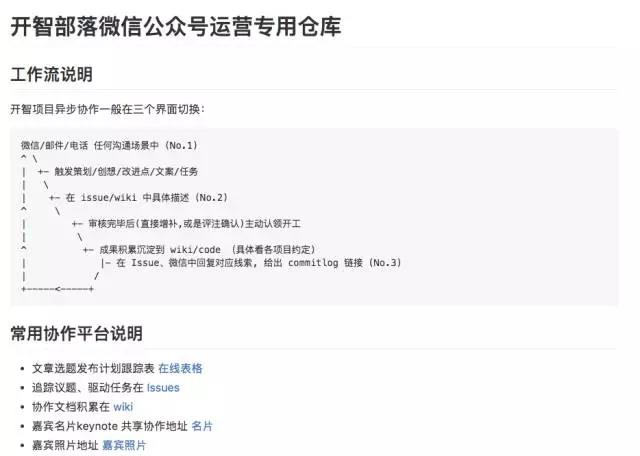 开智部落微信公众号运营专用仓库
工作流说明
开智项目异步协作一般在三个界面切换：
微信/邮件/电话 任何沟通场景中 (No.1)
^ \
|  +- 触发策划/创想/改进点/文案/任务
|   \
|    +- 在 issue/wiki 中具体描述 (No.2)
^     \
|        +- 审核完毕后(直接增补,或是评注确认)主动认领开工
|         \
^          +- 成果积累沉淀到 wiki/code （具体看各项目约定)
|             |- 在 Issue、微信中回复对应线索, 给出 commitlog 链接 (No.3)
|            /
+-----<-----+
常用协作平台说明
• 文章选题发布计划跟踪表 在线表格
• 追踪议题、驱动任务在 Issues
• 协作文档积累在 wiki
• 嘉宾名片keynote 共享协作地址 名片
• 嘉宾照片地址 嘉宾照片